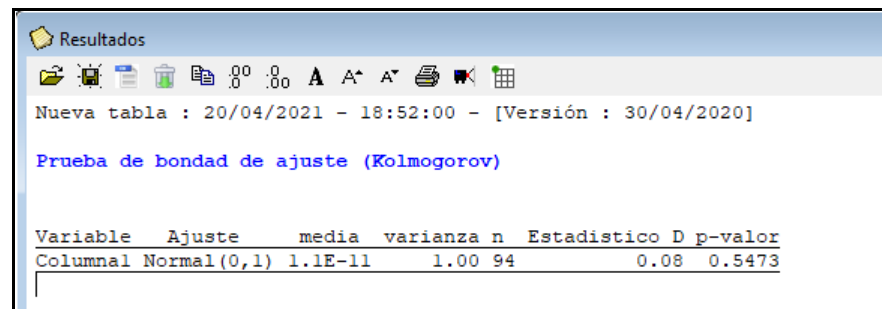 Resultados
A A A
Nueva tabla : 20/04/2021 - 18:52:00 - [Versión : 30/04/2020]
Prueba de bondad de ajuste (Kolmogorov)
Variable Ajuste media varianza n Estadistico D p-valor
Columna1 Normal(0,1) 1.1E-11 1.00 94 0.08 0.5473